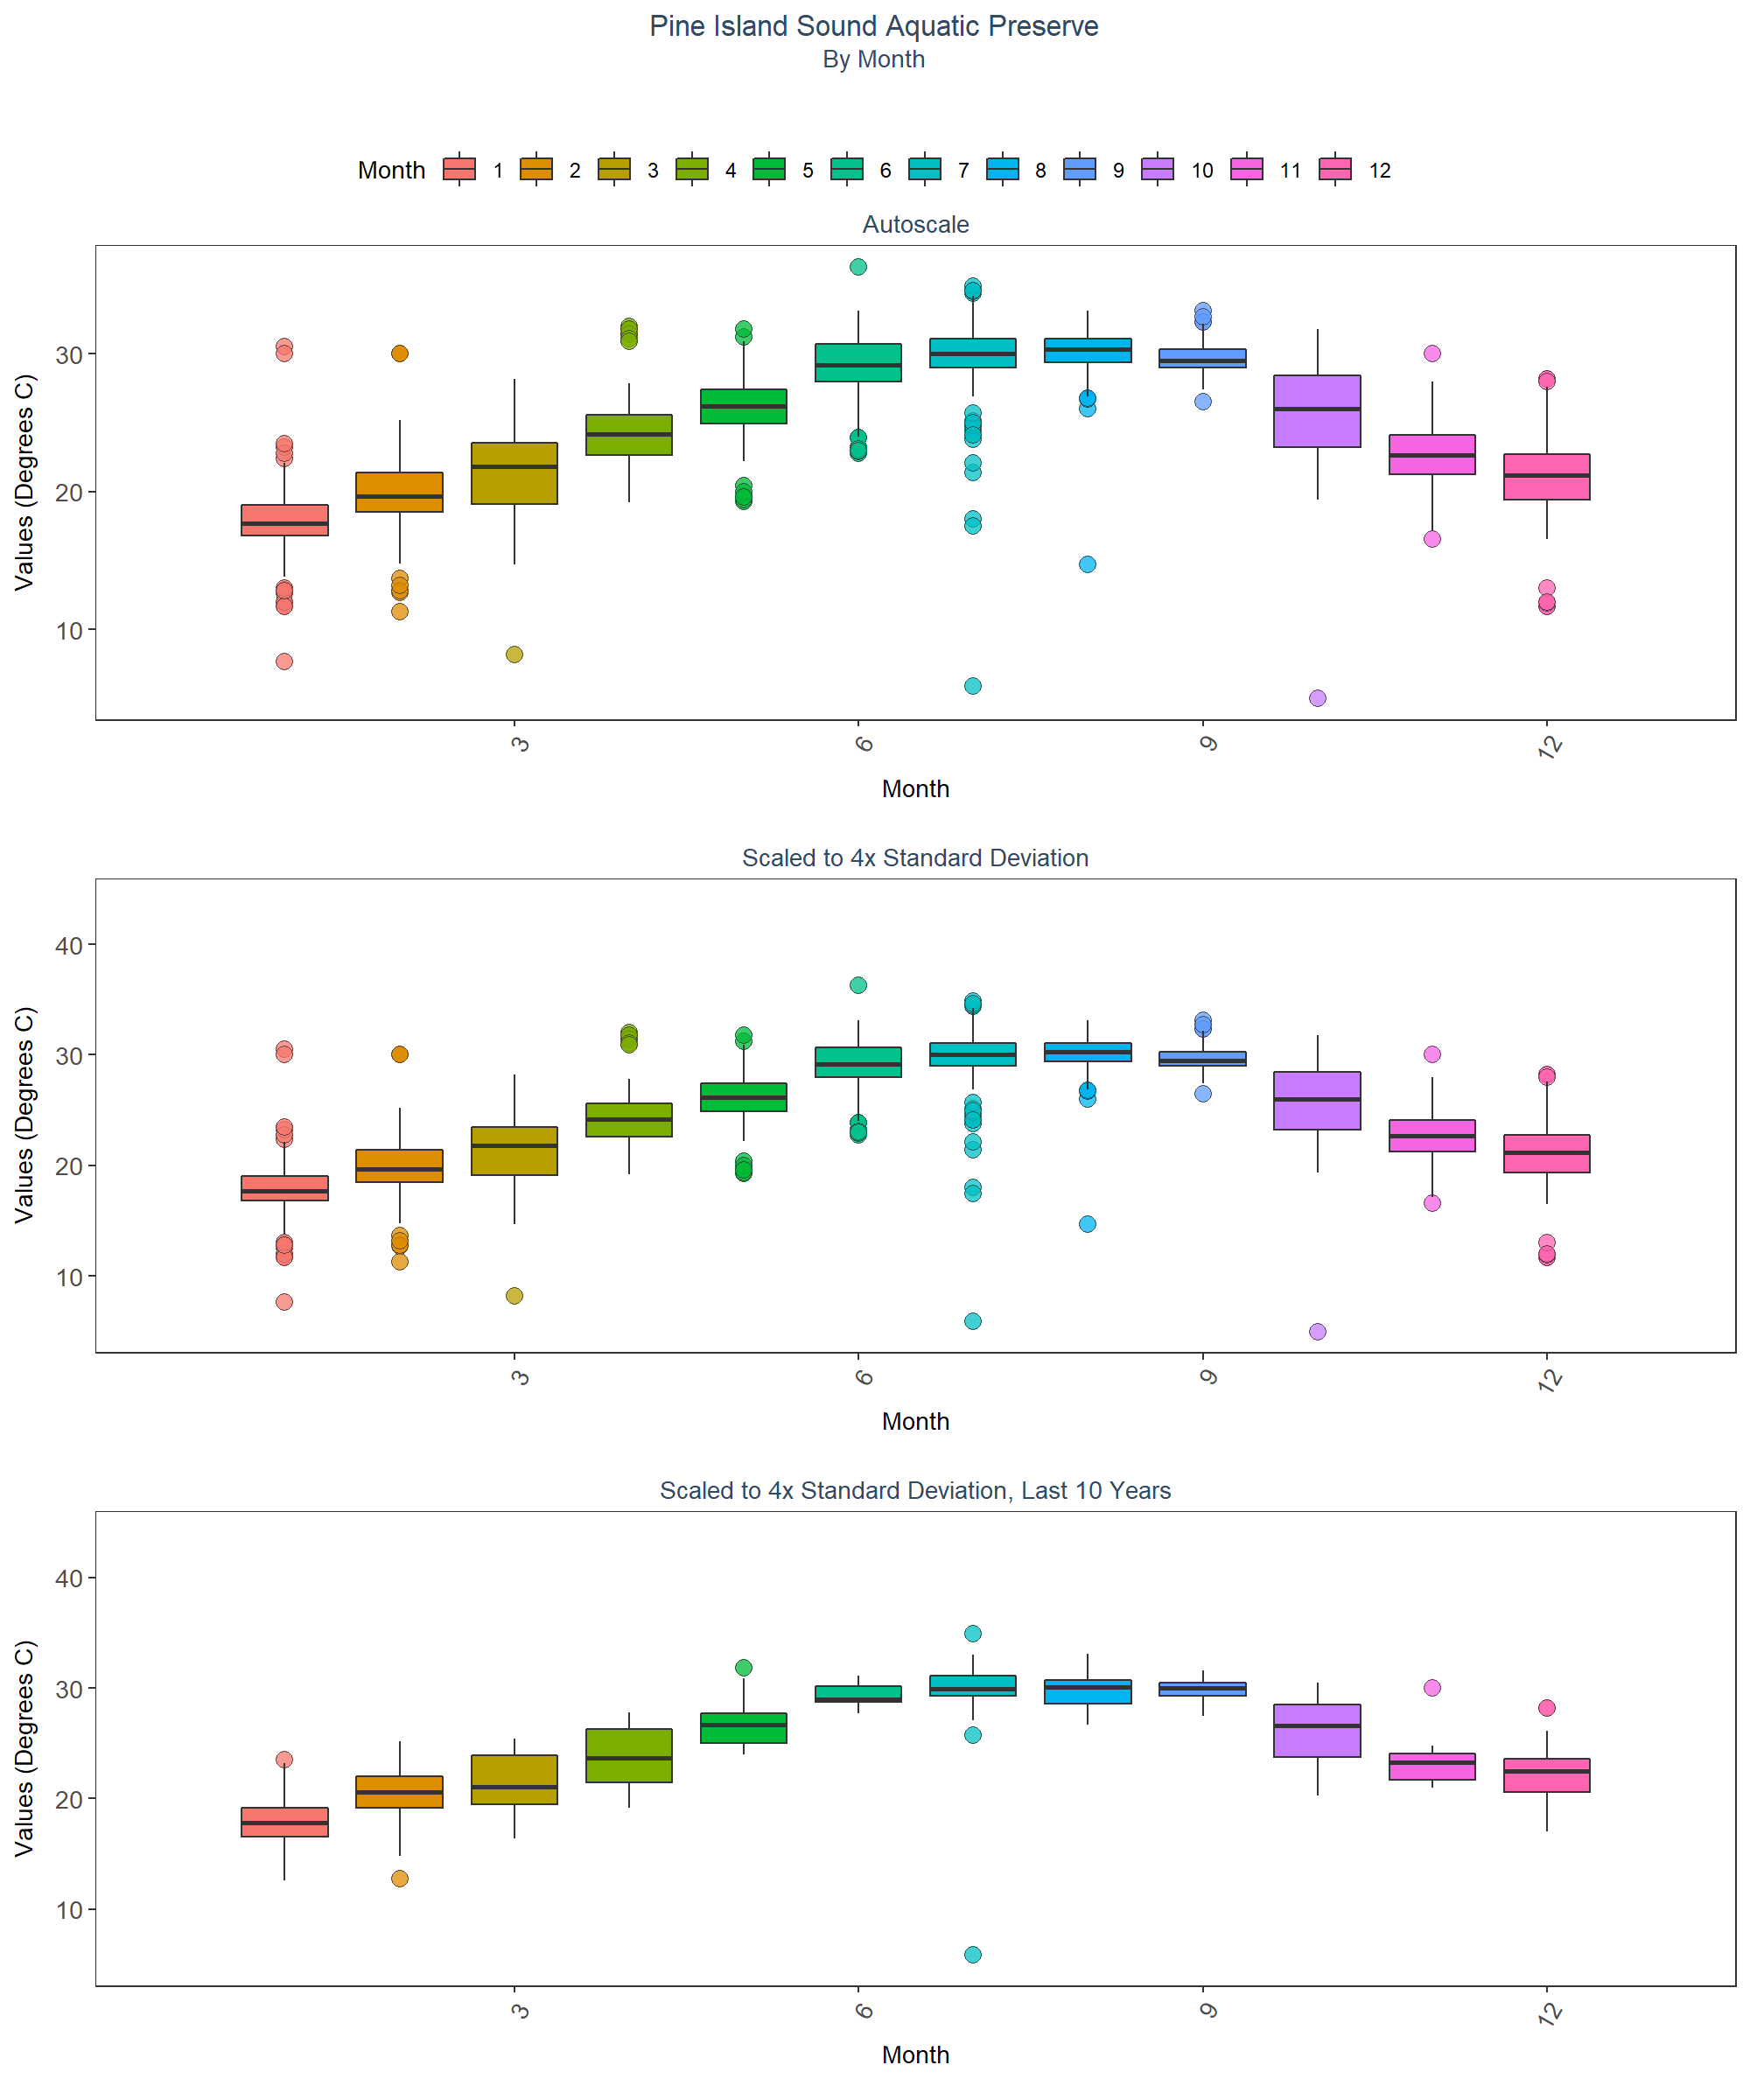 Pine Island Sound Aquatic Preserve
By Month
Month 1 2 3 4 5 6 7 8 9 10 11 12
Autoscale
Values (Degrees C)
30
20
10
3 6 9 12
Month
Scaled to 4x Standard Deviation
Values (Degrees C)
40
30
20
10
3 6 9 12
Month
Scaled to 4x Standard Deviation, Last 10 Years
Values (Degrees C)
40
30
20
10
3 6 9 12
Month